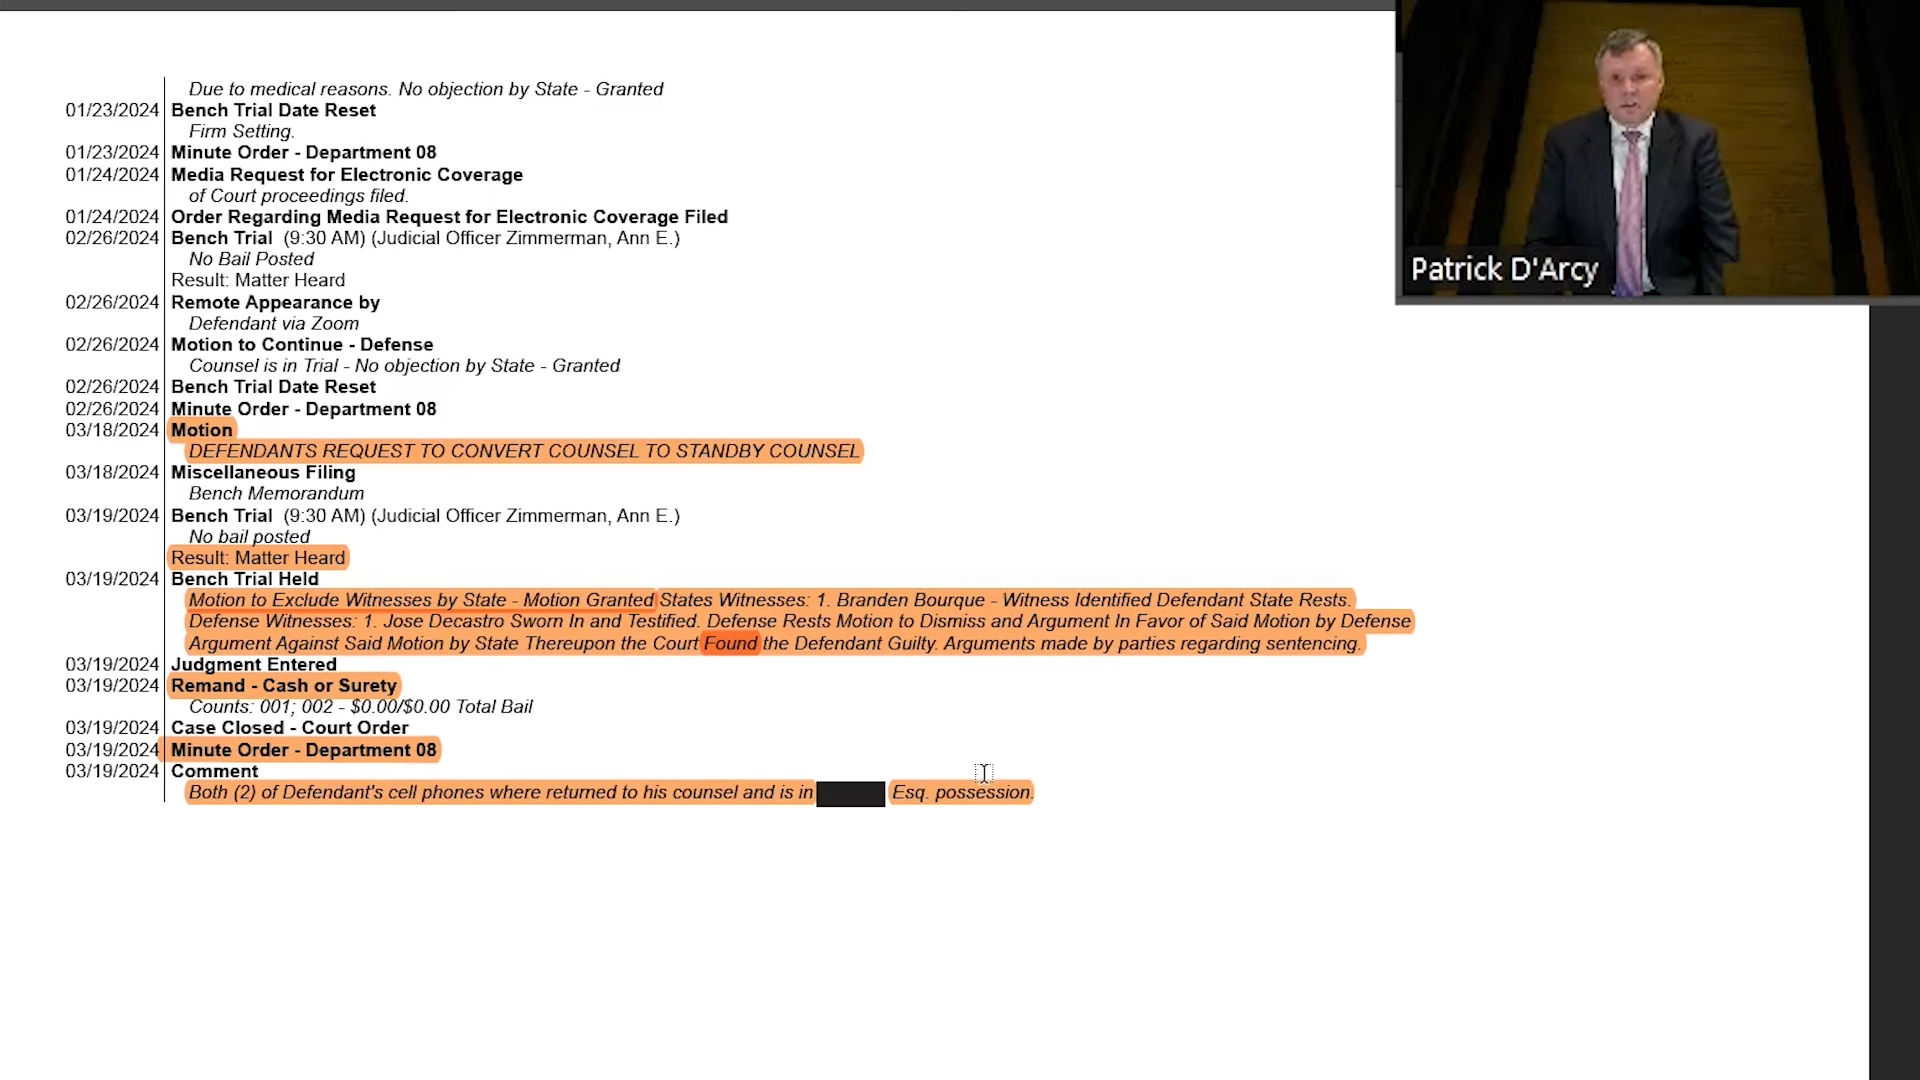 Due to medical reasons. No objection by State - Granted
01/23/2024 Bench Trial Date Reset
Firm Setting.
01/23/2024 Minute Order - Department 08
01/24/2024 Media Request for Electronic Coverage
of Court proceedings filed.
01/24/2024 Order Regarding Media Request for Electronic Coverage Filed
02/26/2024 Bench Trial (9:30 AM) (Judicial Officer Zimmerman, Ann E.)
No Bail Posted
Result: Matter Heard
02/26/2024 Remote Appearance by
Defendant via Zoom
02/26/2024 Motion to Continue - Defense
Counsel is in Trial - No objection by State - Granted
02/26/2024 Bench Trial Date Reset
02/26/2024 Minute Order - Department 08
03/18/2024 Motion
DEFENDANTS REQUEST TO CONVERT COUNSEL TO STANDBY COUNSEL
03/18/2024 Miscellaneous Filing
Bench Memorandum
03/19/2024 Bench Trial (9:30 AM) (Judicial Officer Zimmerman, Ann E.)
No bail posted
Result: Matter Heard
03/19/2024 Bench Trial Held
Motion to Exclude Witnesses by State - Motion Granted States Witnesses: 1. Branden Bourque - Witness Identified Defendant State Rests.
Defense Witnesses: 1. Jose Decastro Sworn In and Testified. Defense Rests Motion to Dismiss and Argument In Favor of Said Motion by Defense
Argument Against Said Motion by State Thereupon the Court Found the Defendant Guilty. Arguments made by parties regarding sentencing.
03/19/2024 Judgment Entered
03/19/2024 Remand - Cash or Surety
Counts: 001; 002 - $0.00/$0.00 Total Bail
03/19/2024 Case Closed - Court Order
03/19/2024 Minute Order - Department 08
03/19/2024 Comment
Both (2) of Defendant's cell phones where returned to his counsel and is in Esq. possession.
Patrick D'Arcy